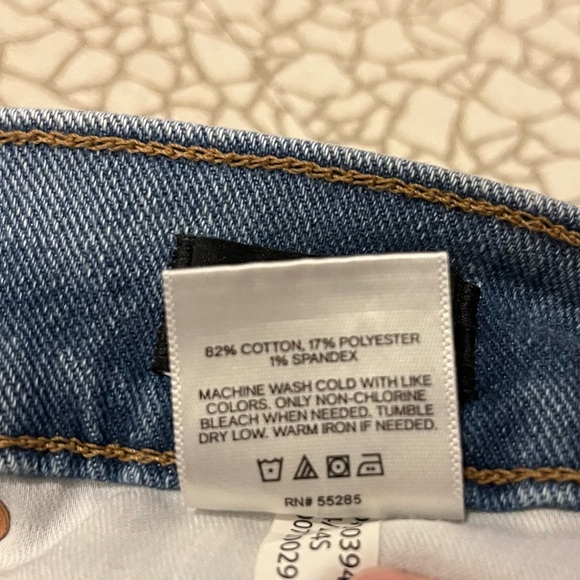 82% COTTON, 17% POLYESTER
1% SPANDEX
MACHINE WASH COLD WITH LIKE
COLORS. ONLY NON-CHLORINE
BLEACH WHEN NEEDED. TUMBLE
DRY LOW. WARM IRON IF NEEDED.
RN# 55285